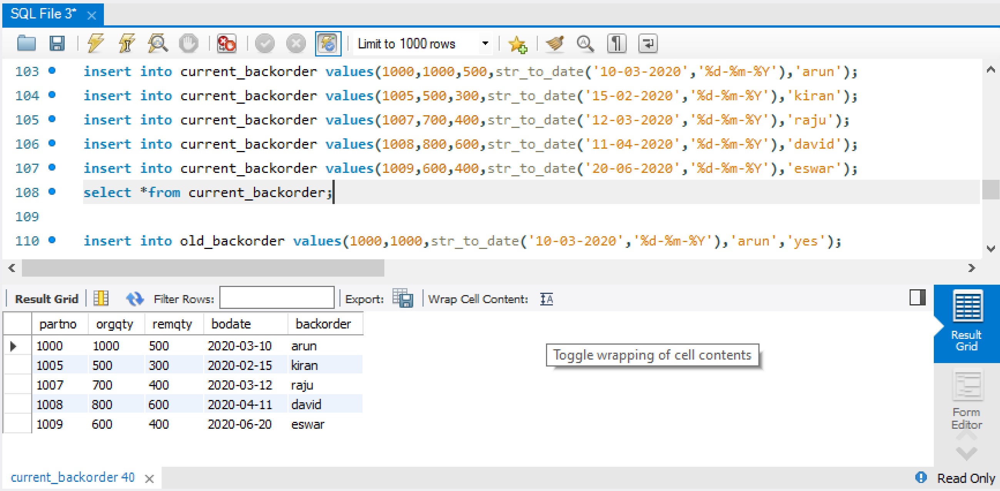 SQL File 3*
Limit to 1000 rows
103 insert into current_backorder values(1000,1000,500,str_to_date('10-03-2020','%d-%m-%Y'),'arun');
104 insert into current_backorder values(1005,500,300,str_to_date('15-02-2020','%d-%m-%Y'),'kiran');
105 insert into current_backorder values(1007,700,400,str_to_date('12-03-2020','%d-%m-%Y'),'raju');
106 insert into current_backorder values(1008,800,600,str_to_date('11-04-2020','%d-%m-%Y'),'david');
107 insert into current_backorder values(1009,600,400,str_to_date('20-06-2020','%d-%m-%Y'),'eswar');
108 select *from current_backorder;
109
110 insert into old_backorder values(1000,1000,str_to_date('10-03-2020','%d-%m-%Y'),'arun','yes');
Result Grid Filter Rows: Export: Wrap Cell Content:
partno orgqty remqty bodate backorder
1000 1000 500 2020-03-10 arun
1005 500 300 2020-02-15 kiran
1007 700 400 2020-03-12 raju
1008 800 600 2020-04-11 david
1009 600 400 2020-06-20 eswar
Toggle wrapping of cell contents
Result
Grid
Form
Editor
current_backorder 40
Read Only